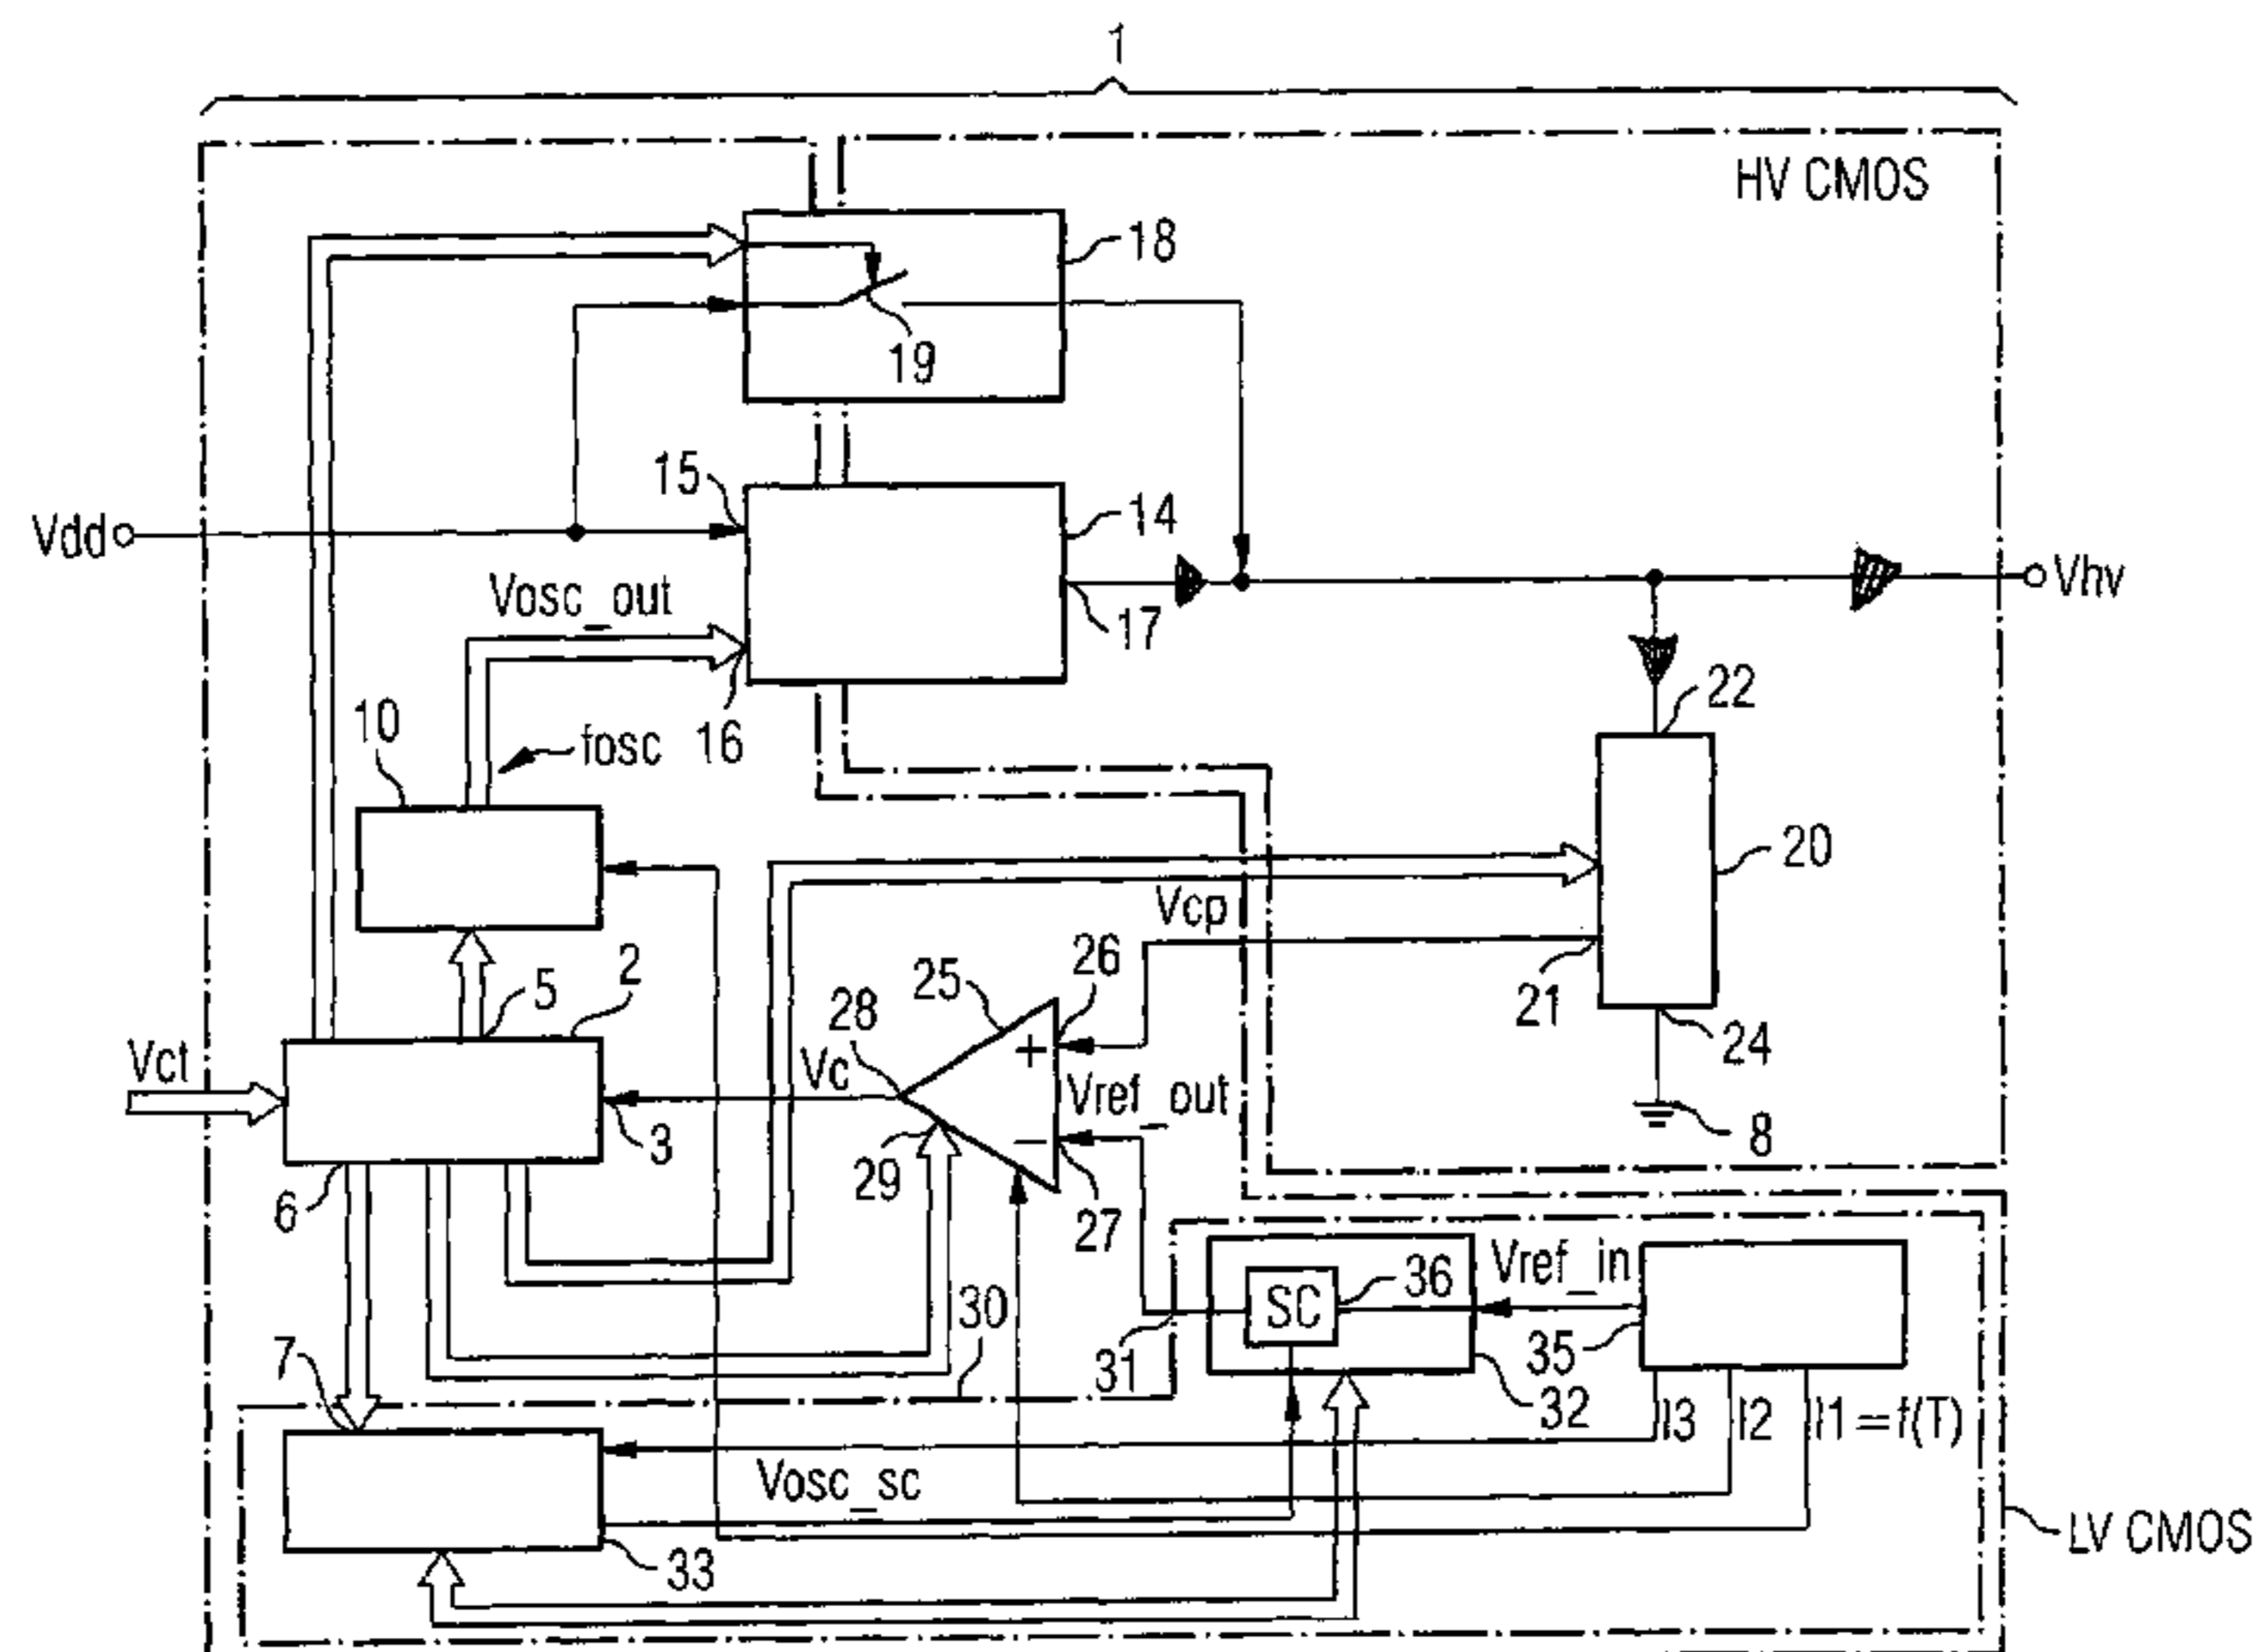 1
HV CMOS
18
19
15
14
Vdd
Vosc_out
17
Vhv
10
fosc
16
22
20
Vcp
5
2
28
25
26
21
24
Vct
Vc
+
Vref_out
3
29
−
8
6
27
30
36
Vref_in
SC
7
31
35
32
I3
I2
I1=f(T)
Vosc_sc
33
LV CMOS